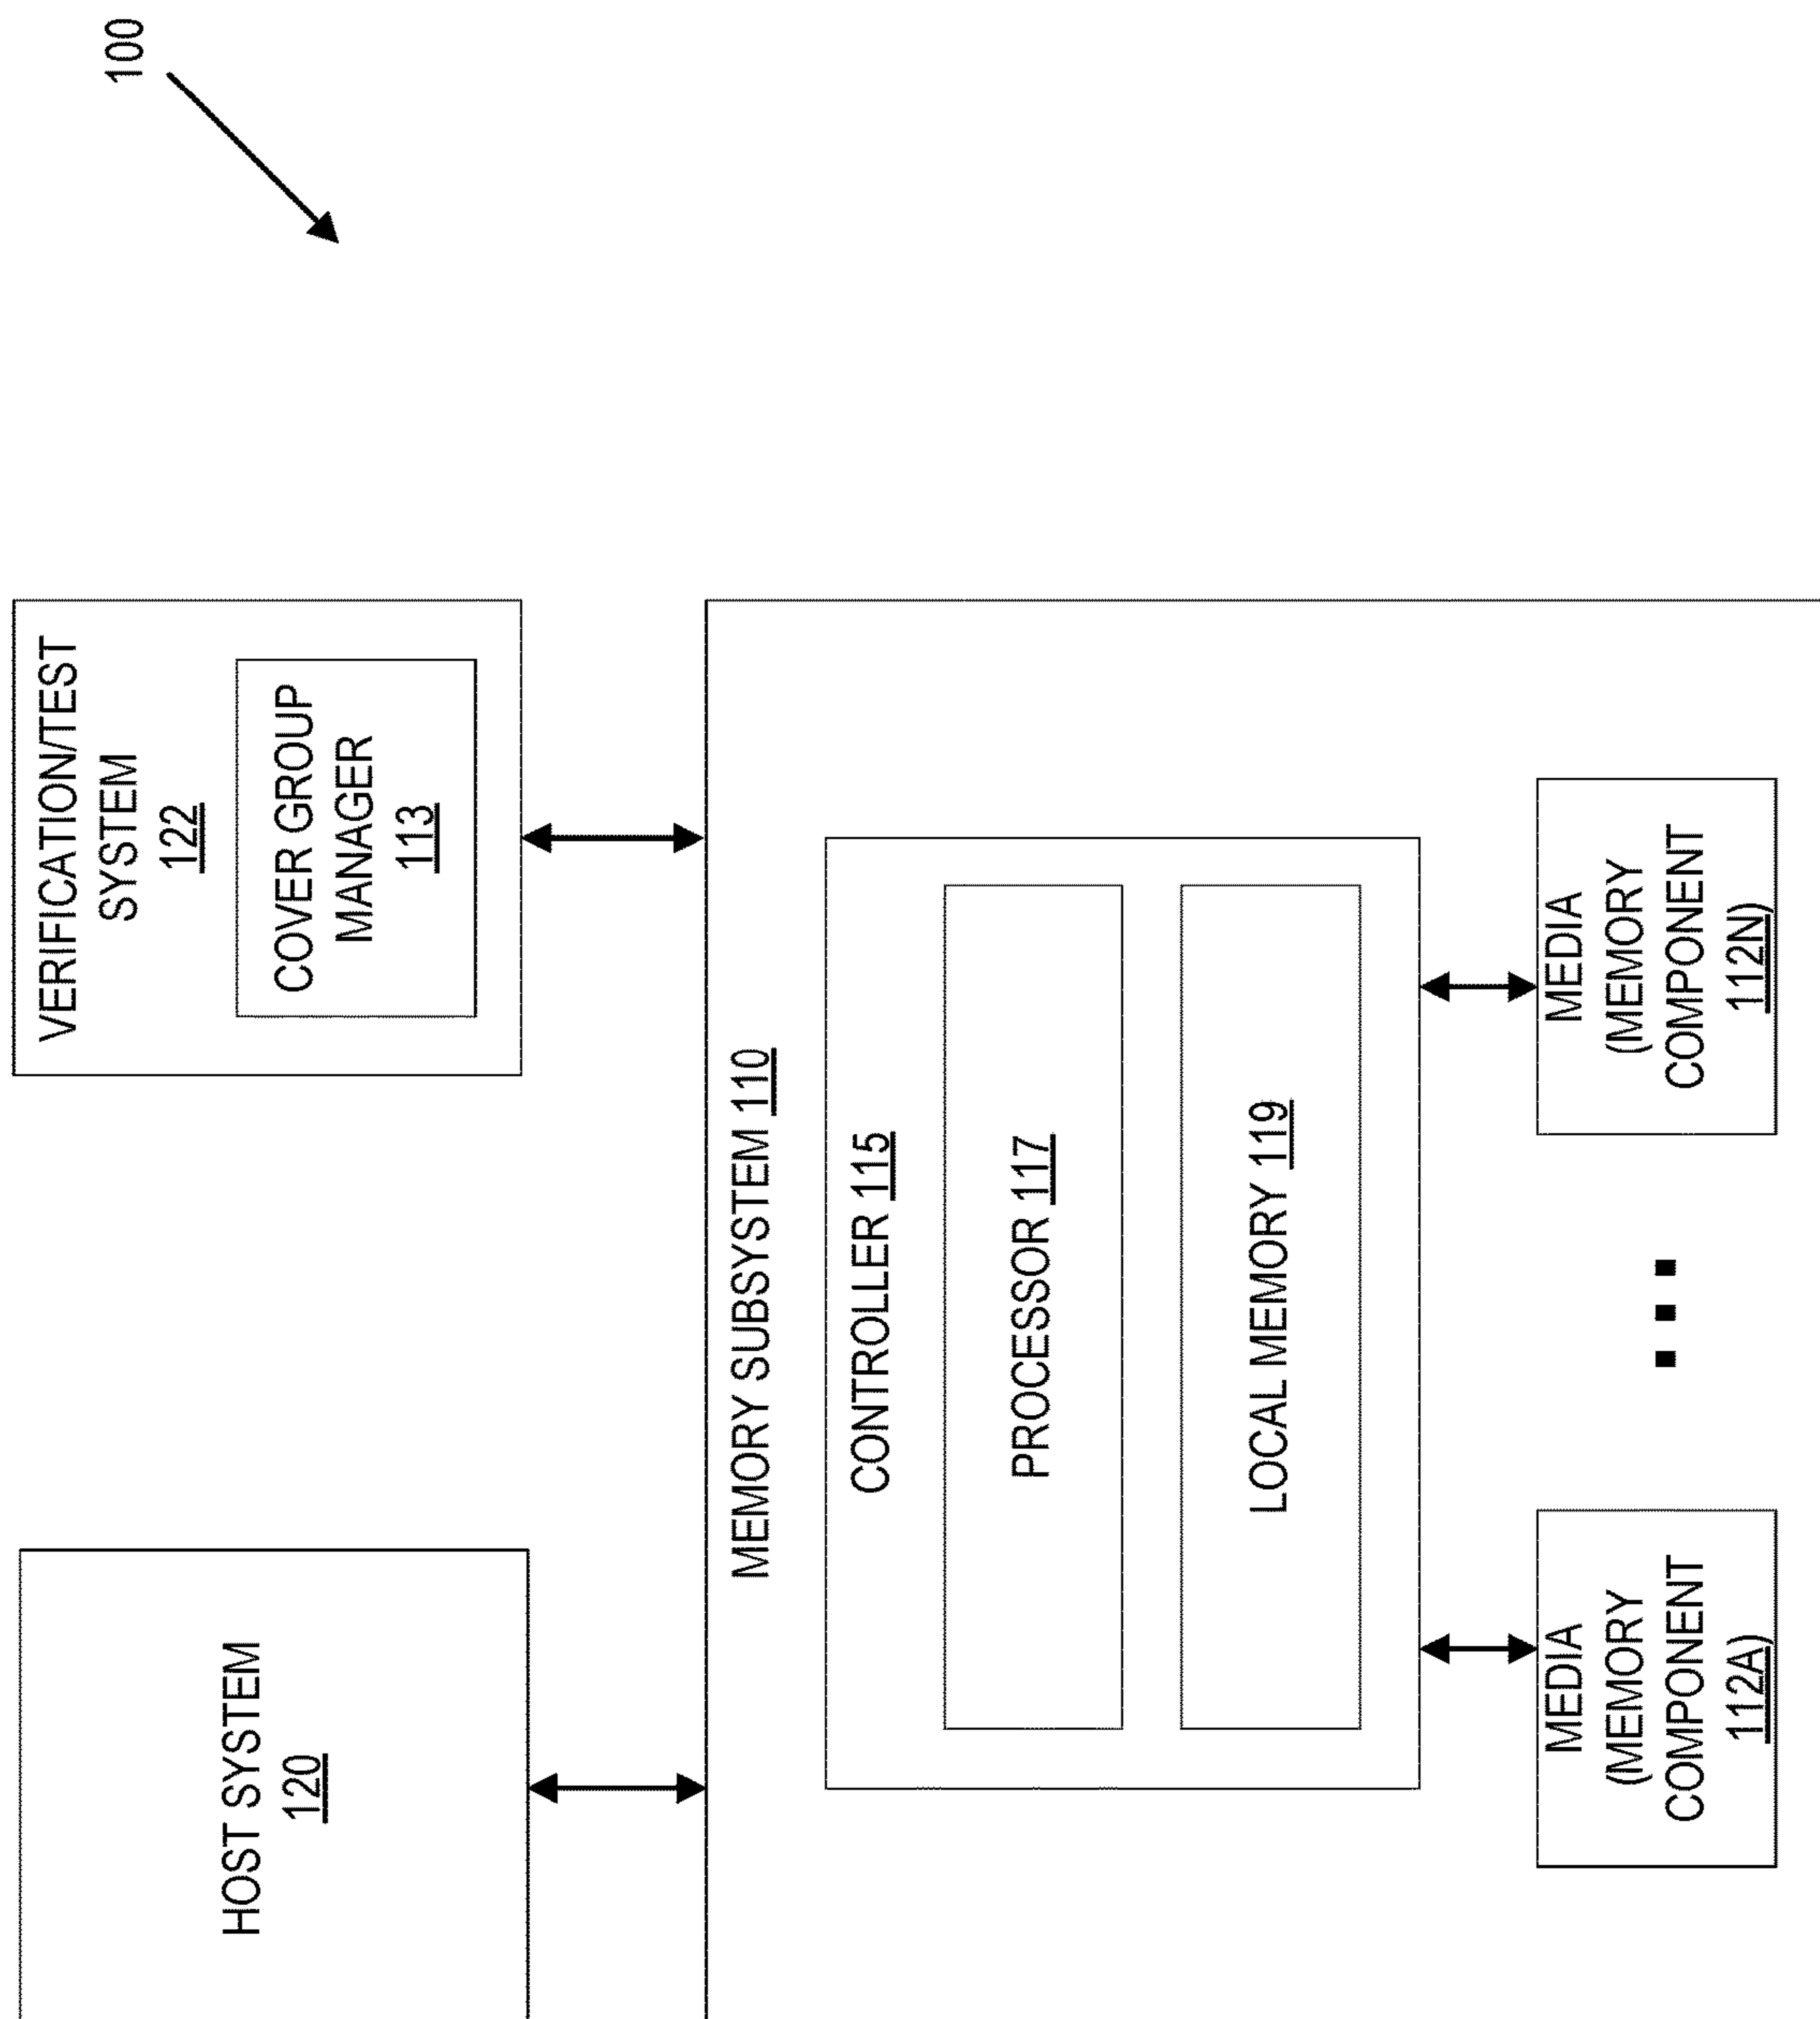 100
HOST SYSTEM
120
VERIFICATION/TEST
SYSTEM
122
COVER GROUP
MANAGER
113
MEMORY SUBSYSTEM 110
CONTROLLER 115
PROCESSOR 117
LOCAL MEMORY 119
MEDIA
(MEMORY
COMPONENT
112A)
MEDIA
(MEMORY
COMPONENT
112N)